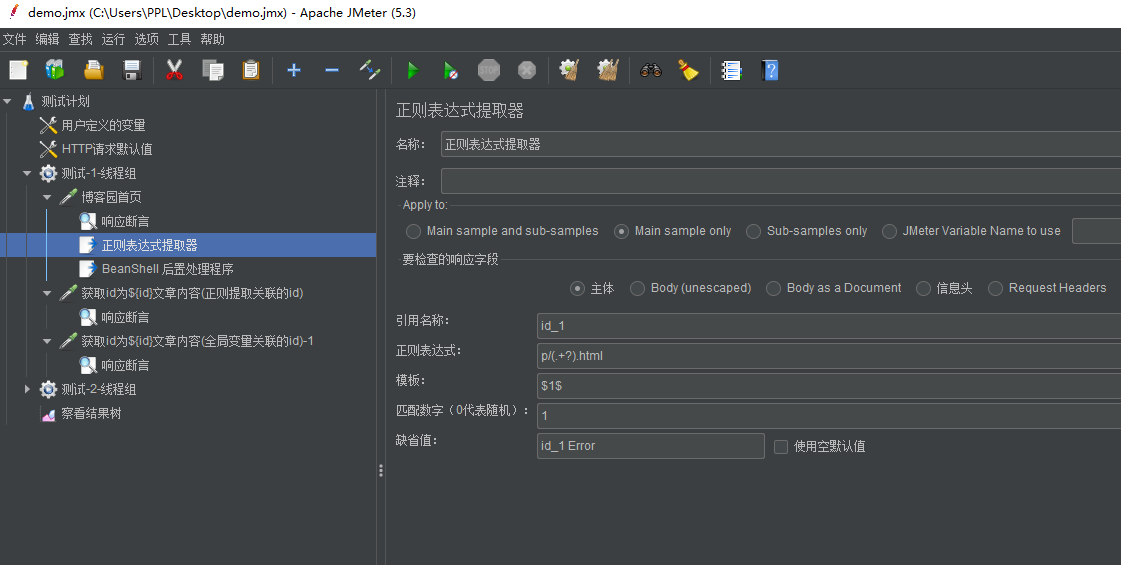 demo.jmx (C:\Users\PPL\Desktop\demo.jmx) - Apache JMeter (5.3)
文件 编辑 查找 运行 选项 工具 帮助
STOP
测试计划
用户定义的变量
HTTP请求默认值
测试-1-线程组
博客园首页
响应断言
正则表达式提取器
BeanShell 后置处理程序
获取id为${id}文章内容(正则提取关联的id)
响应断言
获取id为${id}文章内容(全局变量关联的id)-1
响应断言
测试-2-线程组
察看结果树
正则表达式提取器
名称： 正则表达式提取器
注释：
Apply to:
Main sample and sub-samples Main sample only Sub-samples only JMeter Variable Name to use
要检查的响应字段
主体 Body (unescaped) Body as a Document 信息头 Request Headers
引用名称： id_1
正则表达式： p/(.+?).html
模板： $1$
匹配数字（0代表随机）： 1
缺省值： id_1 Error 使用空默认值